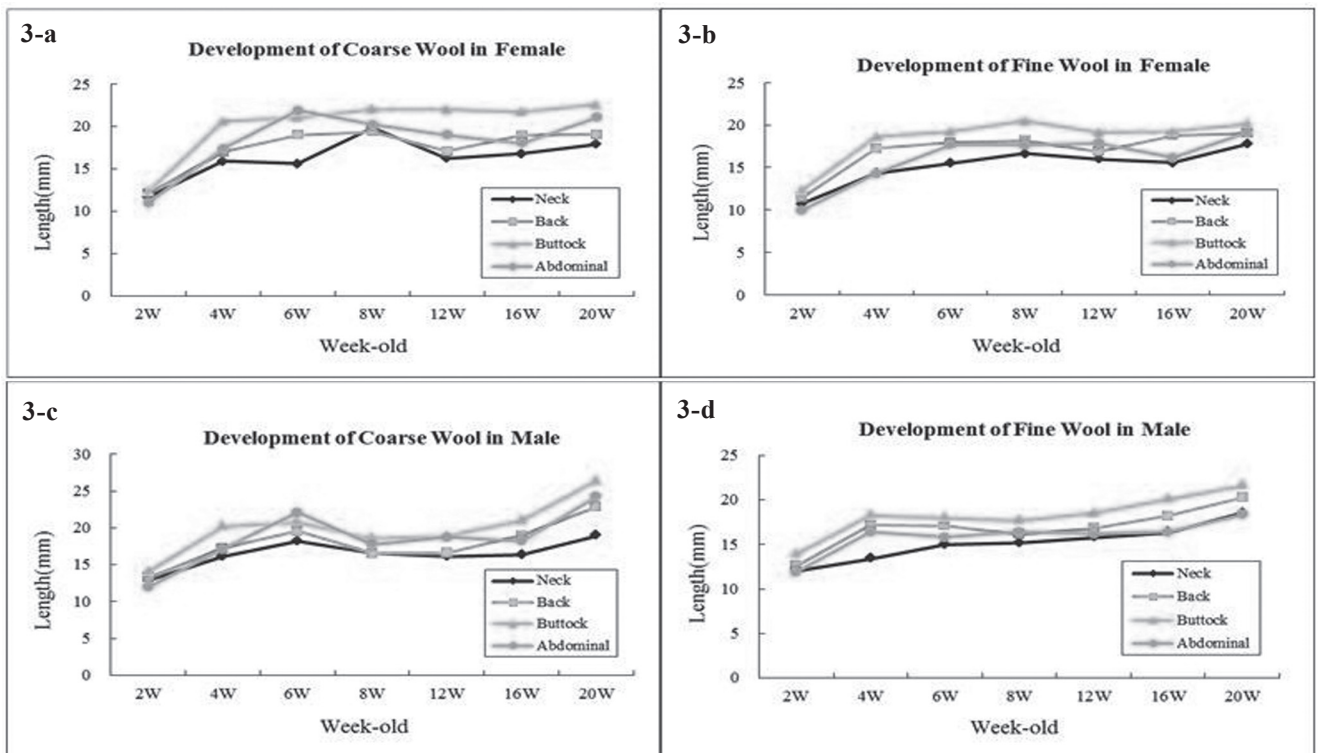 3-a
Development of Coarse Wool in Female
25
20
15
10
5
0
Length(mm)
2W 4W 6W 8W 12W 16W 20W
Week-old
Neck
Back
Buttock
Abdominal
3-b
Development of Fine Wool in Female
25
20
15
10
5
0
Length(mm)
2W 4W 6W 8W 12W 16W 20W
Week-old
Neck
Back
Buttock
Abdominal
3-c
Development of Coarse Wool in Male
30
25
20
15
10
5
0
Length(mm)
2W 4W 6W 8W 12W 16W 20W
Week-old
Neck
Back
Buttock
Abdominal
3-d
Development of Fine Wool in Male
25
20
15
10
5
0
Length(mm)
2W 4W 6W 8W 12W 16W 20W
Week-old
Neck
Back
Buttock
Abdominal